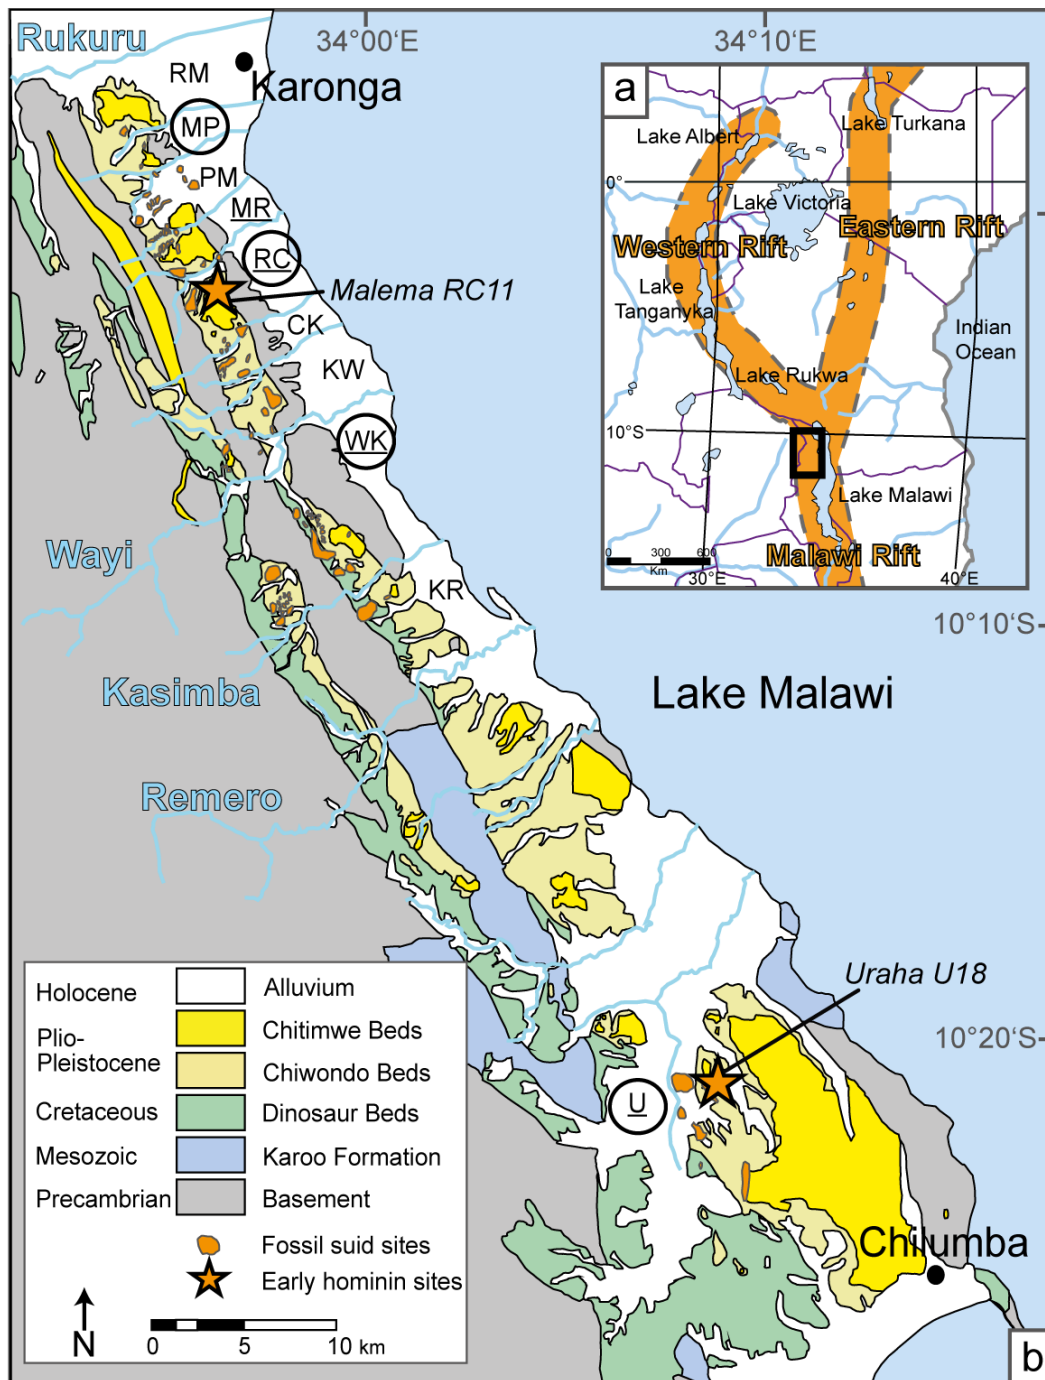 34°00'E
34°10'E
Rukuru
RM
Karonga
MP
PM
MR
RC
Malema RC11
CK
KW
WK
Wayi
KR
Kasimba
Remero
Lake Malawi
10°10'S
Uraha U18
10°20'S
U
Chilumba
b
a
Lake Albert
Lake Turkana
0°
Lake Victoria
Western Rift
Eastern Rift
Lake
Tanganyka
Indian
Ocean
Lake Rukwa
10°S
Lake Malawi
0 300 600
Km
Malawi Rift
30°E
40°E
Holocene
Alluvium
Plio-
Pleistocene
Chitimwe Beds
Chiwondo Beds
Cretaceous
Dinosaur Beds
Mesozoic
Karoo Formation
Precambrian
Basement
Fossil suid sites
Early hominin sites
N
0 5 10 km